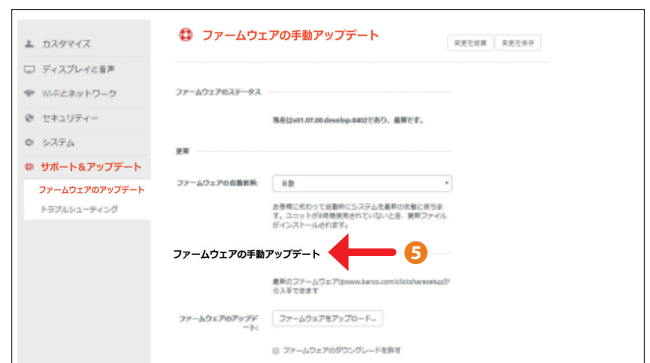 ファームウェアの手動アップデート
変更を破棄 変更を保存
カスタマイズ
ディスプレイと音声
Wi-Fiとネットワーク
セキュリティー
システム
サポート&アップデート
ファームウェアのアップデート
トラブルシューティング
ファームウェアのステータス
現在はv01.07.00.develop-8402であり、最新です。
更新
ファームウェアの自動更新:
自動
お客様に代わって自動的にシステムを最新の状態に保ちま
す。ユニットが4時間使用されていないとき、更新ファイル
がインストールされます。
ファームウェアの手動アップデート
5
最新のファームウェアはwww.barco.com/clicksharesetupか
ら入手できます
ファームウェアのアップデ
ート:
ファームウェアをアップロード...
ファームウェアのダウングレードを許可